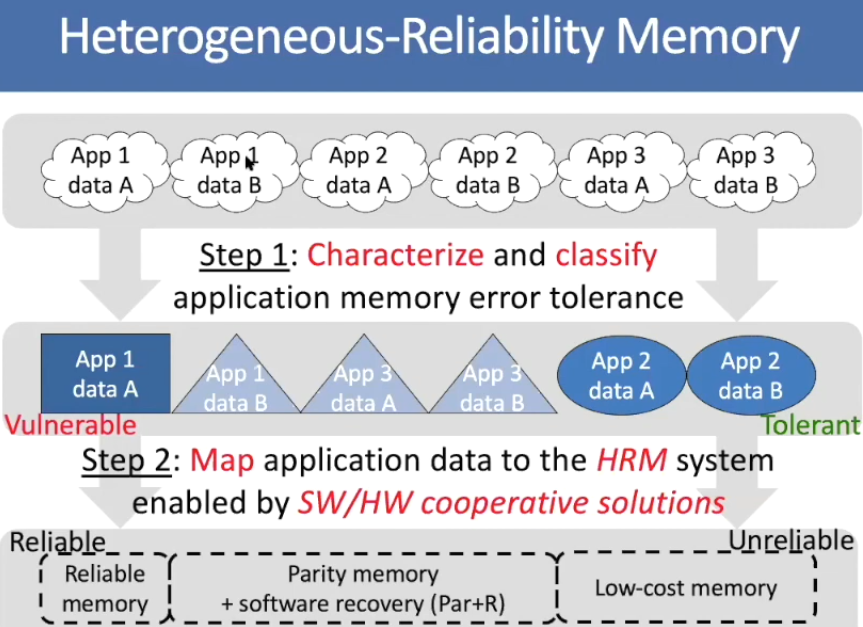 Heterogeneous-Reliability Memory
App 1
data A
App 1
data B
App 2
data A
App 2
data B
App 3
data A
App 3
data B
Step 1: Characterize and classify
application memory error tolerance
App 1
data A
App 1
data B
App 3
data A
App 3
data B
App 2
data A
App 2
data B
Vulnerable
Tolerant
Step 2: Map application data to the HRM system
enabled by SW/HW cooperative solutions
Reliable
Unreliable
Reliable
memory
Parity memory
+ software recovery (Par+R)
Low-cost memory